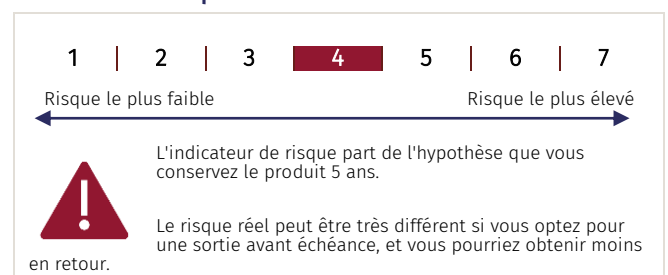 1 | 2 | 3 | 4 | 5 | 6 | 7
Risque le plus faible Risque le plus élevé
L'indicateur de risque part de l'hypothèse que vous
conservez le produit 5 ans.
Le risque réel peut être très différent si vous optez pour
une sortie avant échéance, et vous pourriez obtenir moins
en retour.